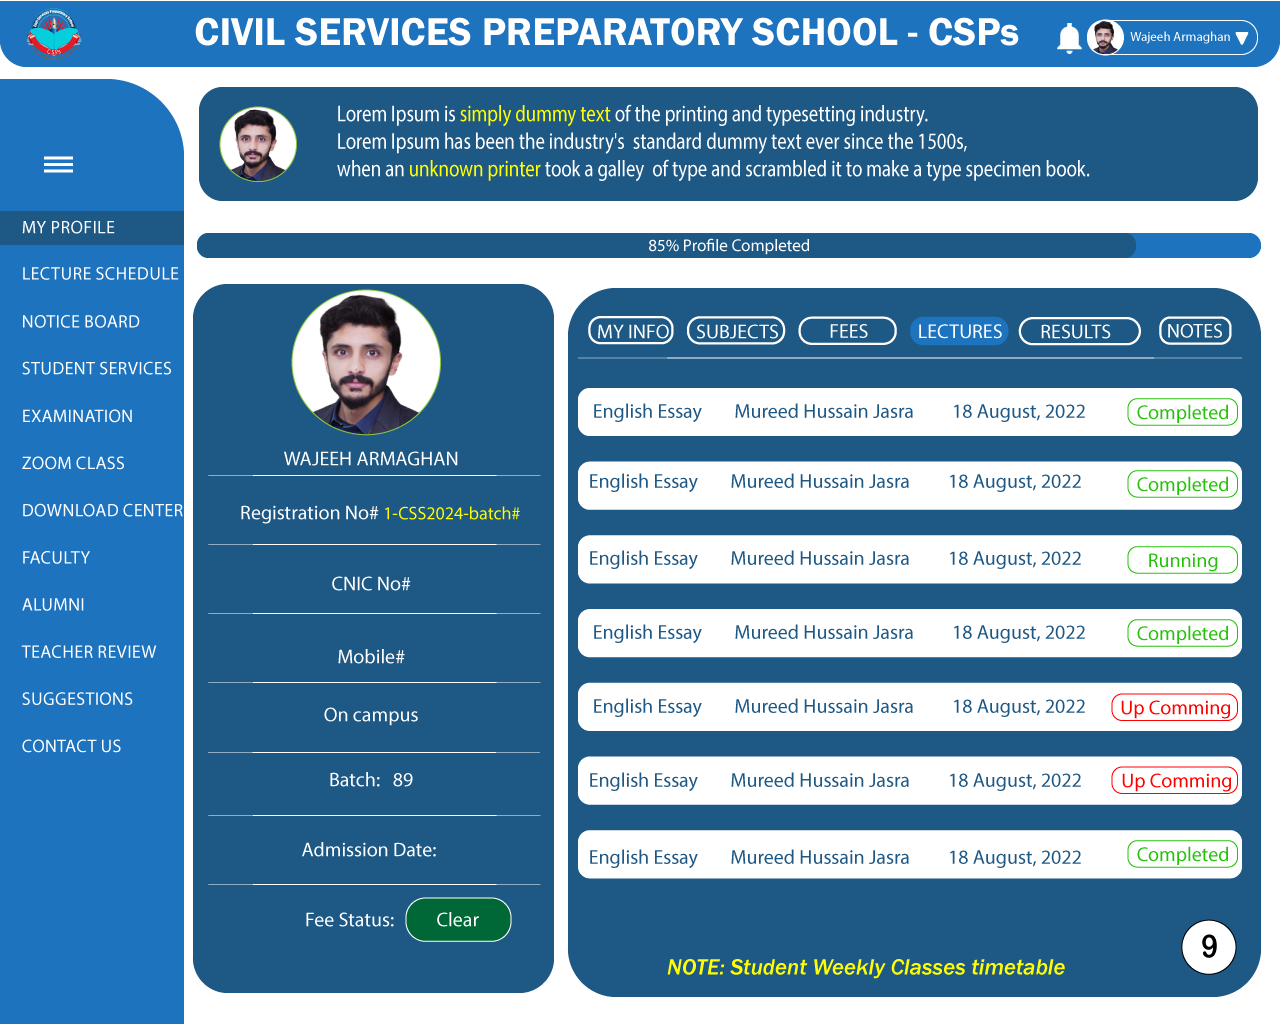 CIVIL SERVICES PREPARATORY SCHOOL - CSPs
Wajeeh Armaghan
Lorem Ipsum is simply dummy text of the printing and typesetting industry.
Lorem Ipsum has been the industry's standard dummy text ever since the 1500s,
when an unknown printer took a galley of type and scrambled it to make a type specimen book.
MY PROFILE
LECTURE SCHEDULE
NOTICE BOARD
STUDENT SERVICES
EXAMINATION
ZOOM CLASS
DOWNLOAD CENTER
FACULTY
ALUMNI
TEACHER REVIEW
SUGGESTIONS
CONTACT US
85% Profile Completed
WAJEEH ARMAGHAN
Registration No# 1-CSS2024-batch#
CNIC No#
Mobile#
On campus
Batch: 89
Admission Date:
Fee Status: Clear
MY INFO SUBJECTS FEES LECTURES RESULTS NOTES
English Essay Mureed Hussain Jasra 18 August, 2022 Completed
English Essay Mureed Hussain Jasra 18 August, 2022 Completed
English Essay Mureed Hussain Jasra 18 August, 2022 Running
English Essay Mureed Hussain Jasra 18 August, 2022 Completed
English Essay Mureed Hussain Jasra 18 August, 2022 Up Comming
English Essay Mureed Hussain Jasra 18 August, 2022 Up Comming
English Essay Mureed Hussain Jasra 18 August, 2022 Completed
9
NOTE: Student Weekly Classes timetable